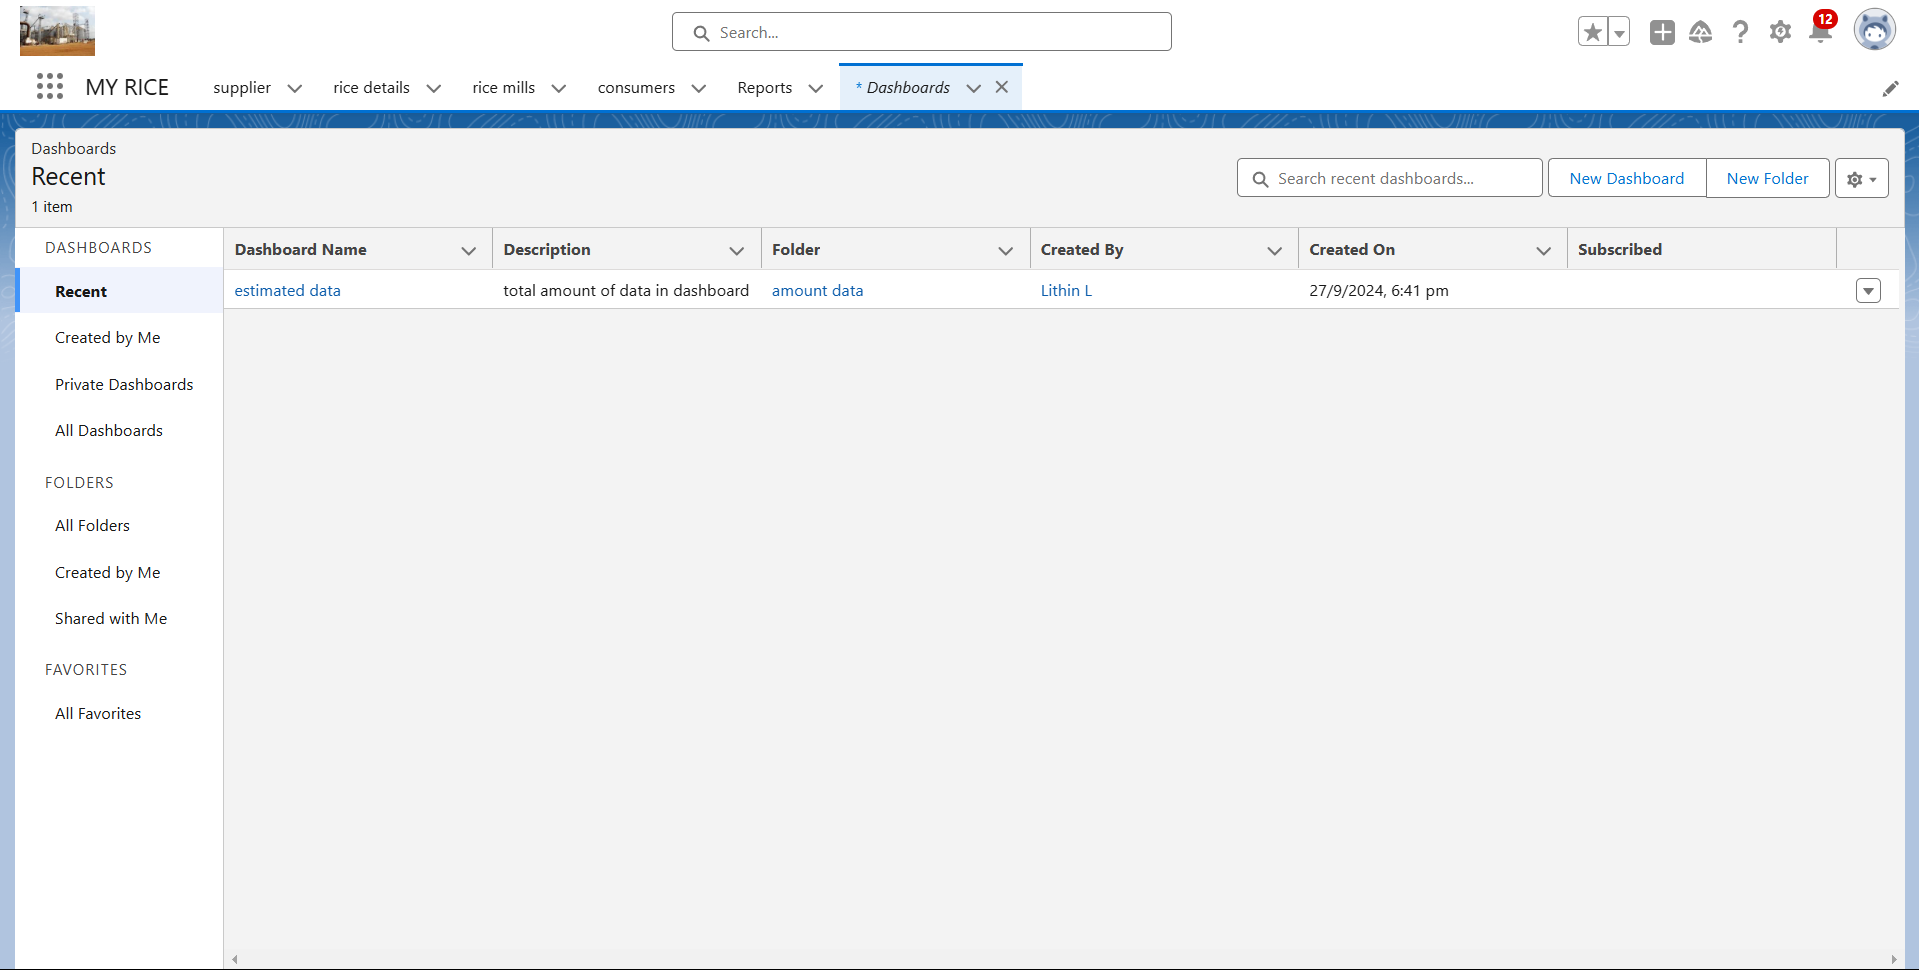 Search...
12
MY RICE
supplier
rice details
rice mills
consumers
Reports
* Dashboards
Dashboards
Recent
1 item
Search recent dashboards...
New Dashboard
New Folder
DASHBOARDS
Recent
Created by Me
Private Dashboards
All Dashboards
FOLDERS
All Folders
Created by Me
Shared with Me
FAVORITES
All Favorites
Dashboard Name Description Folder Created By Created On Subscribed
estimated data total amount of data in dashboard amount data Lithin L 27/9/2024, 6:41 pm